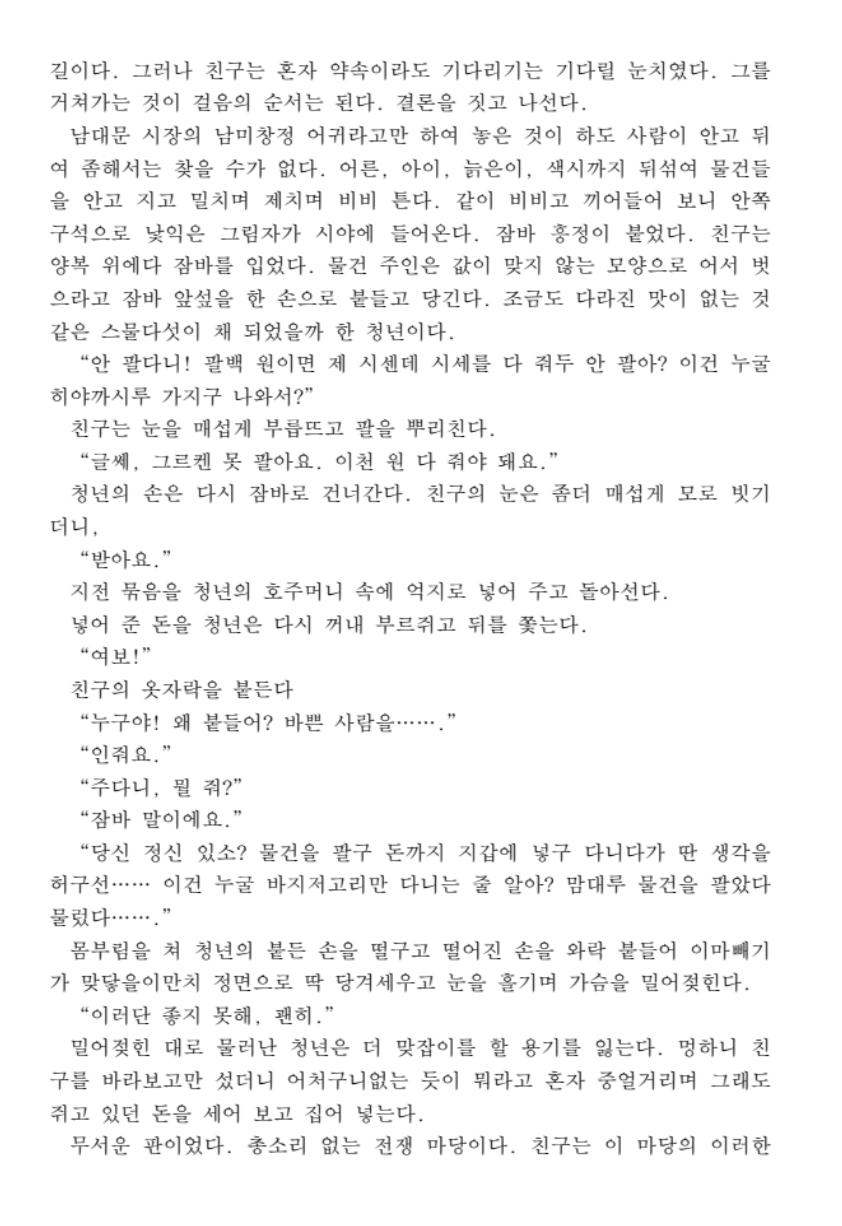 길이다. 그러나 친구는 혼자 약속이라도 기다리기는 기다릴 눈치였다. 그를
거쳐가는 것이 걸음의 순서는 된다. 결론을 짓고 나선다.
남대문 시장의 남미창정 어귀라고만 하여 놓은 것이 하도 사람이 안고 뒤
여 좀해서는 찾을 수가 없다. 어른, 아이, 늙은이, 색시까지 뒤섞여 물건들
을 안고 지고 밀치며 제치며 비비 튼다. 같이 비비고 끼어들어 보니 안쪽
구석으로 낯익은 그림자가 시야에 들어온다. 잠바 흥정이 붙었다. 친구는
양복 위에다 잠바를 입었다. 물건 주인은 값이 맞지 않는 모양으로 어서 벗
으라고 잠바 앞섶을 한 손으로 붙들고 당긴다. 조금도 다라진 맛이 없는 것
같은 스물다섯이 채 되었을까 한 청년이다.
“안 팔다니! 팔백 원이면 제 시센데 시세를 다 줘두 안 팔아? 이건 누굴
히야까시루 가지구 나와서?”
친구는 눈을 매섭게 부릅뜨고 팔을 뿌리친다.
“글쎄, 그르켄 못 팔아요. 이천 원 다 줘야 돼요.”
청년의 손은 다시 잠바로 건너간다. 친구의 눈은 좀더 매섭게 모로 빗기
더니,
“받아요.”
지전 묶음을 청년의 호주머니 속에 억지로 넣어 주고 돌아선다.
넣어 준 돈을 청년은 다시 꺼내 부르쥐고 뒤를 쫓는다.
“여보!”
친구의 옷자락을 붙든다
“누구야! 왜 붙들어? 바쁜 사람을…….”
“인줘요.”
“주다니, 뭘 줘?”
“잠바 말이에요.”
“당신 정신 있소? 물건을 팔구 돈까지 지갑에 넣구 다니다가 딴 생각을
허구선…… 이건 누굴 바지저고리만 다니는 줄 알아? 맘대루 물건을 팔았다
물렀다…….”
몸부림을 쳐 청년의 붙든 손을 떨구고 떨어진 손을 와락 붙들어 이마빼기
가 맞닿을이만치 정면으로 딱 당겨세우고 눈을 흘기며 가슴을 밀어젖힌다.
“이러단 좋지 못해, 괜히.”
밀어젖힌 대로 물러난 청년은 더 맞잡이를 할 용기를 잃는다. 멍하니 친
구를 바라보고만 섰더니 어처구니없는 듯이 뭐라고 혼자 중얼거리며 그래도
쥐고 있던 돈을 세어 보고 집어 넣는다.
무서운 판이었다. 총소리 없는 전쟁 마당이다. 친구는 이 마당의 이러한